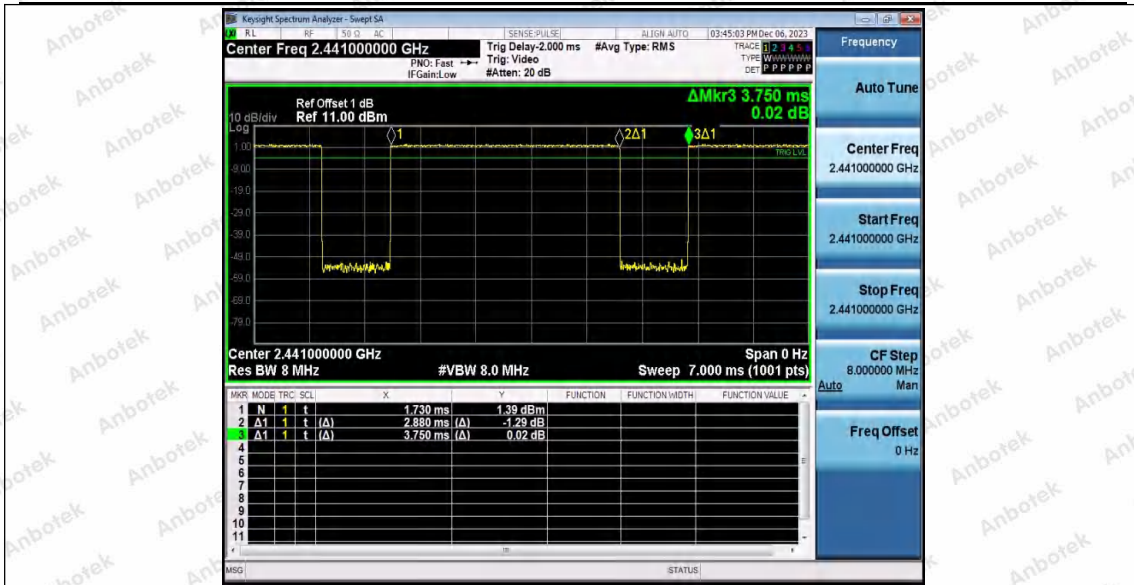 Keysight Spectrum Analyzer - Swept SA
RL RF 50 Ω AC SENSE:PULSE ALIGN AUTO 03:45:03 PM Dec 06, 2023
Center Freq 2.441000000 GHz
PNO: Fast
IFGain:Low
Trig Delay-2.000 ms
Trig: Video
#Atten: 20 dB
#Avg Type: RMS
TRACE 1 2 3 4 5 6
TYPE
DET P P P P P P
Ref Offset 1 dB
Ref 11.00 dBm
10 dB/div
Log
ΔMkr3 3.750 ms
0.02 dB
1
2Δ1
3Δ1
TRIG LVL
1.00
-9.00
-19.0
-29.0
-39.0
-49.0
-59.0
-69.0
-79.0
Center 2.441000000 GHz Span 0 Hz
Res BW 8 MHz #VBW 8.0 MHz Sweep 7.000 ms (1001 pts)
MKR MODE TRC SCL X Y FUNCTION FUNCTION WIDTH FUNCTION VALUE
1 N 1 t 1.730 ms 1.39 dBm
2 Δ1 1 t (Δ) 2.880 ms (Δ) -1.29 dB
3 Δ1 1 t (Δ) 3.750 ms (Δ) 0.02 dB
4
5
6
7
8
9
10
11
MSG STATUS
Frequency
Auto Tune
Center Freq
2.441000000 GHz
Start Freq
2.441000000 GHz
Stop Freq
2.441000000 GHz
CF Step
8.000000 MHz
Auto Man
Freq Offset
0 Hz
Anbotek